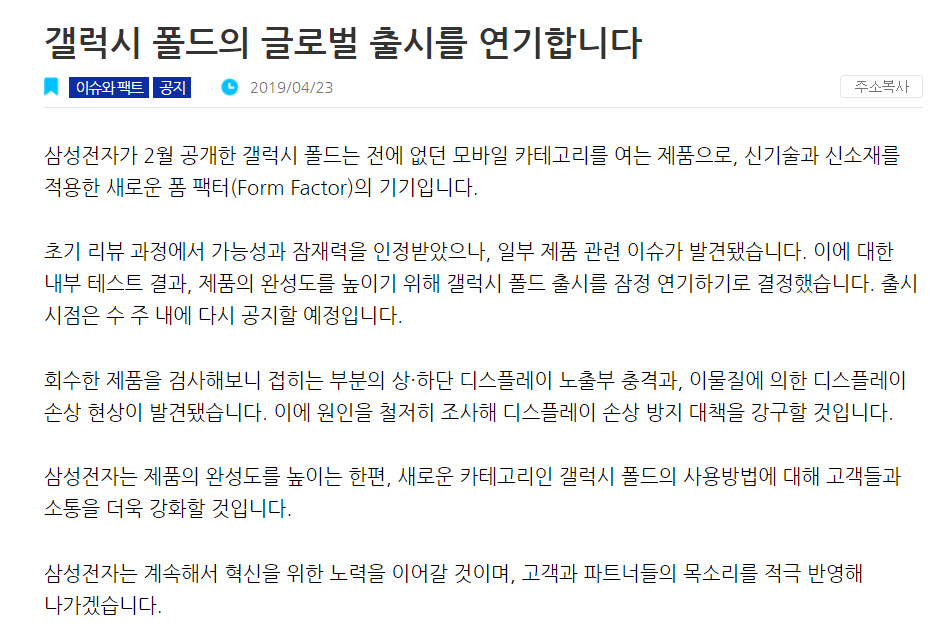 갤럭시 폴드의 글로벌 출시를 연기합니다
이슈와 팩트 공지 2019/04/23 주소복사
삼성전자가 2월 공개한 갤럭시 폴드는 전에 없던 모바일 카테고리를 여는 제품으로, 신기술과 신소재를
적용한 새로운 폼 팩터(Form Factor)의 기기입니다.
초기 리뷰 과정에서 가능성과 잠재력을 인정받았으나, 일부 제품 관련 이슈가 발견됐습니다. 이에 대한
내부 테스트 결과, 제품의 완성도를 높이기 위해 갤럭시 폴드 출시를 잠정 연기하기로 결정했습니다. 출시
시점은 수 주 내에 다시 공지할 예정입니다.
회수한 제품을 검사해보니 접히는 부분의 상·하단 디스플레이 노출부 충격과, 이물질에 의한 디스플레이
손상 현상이 발견됐습니다. 이에 원인을 철저히 조사해 디스플레이 손상 방지 대책을 강구할 것입니다.
삼성전자는 제품의 완성도를 높이는 한편, 새로운 카테고리인 갤럭시 폴드의 사용방법에 대해 고객들과
소통을 더욱 강화할 것입니다.
삼성전자는 계속해서 혁신을 위한 노력을 이어갈 것이며, 고객과 파트너들의 목소리를 적극 반영해
나가겠습니다.